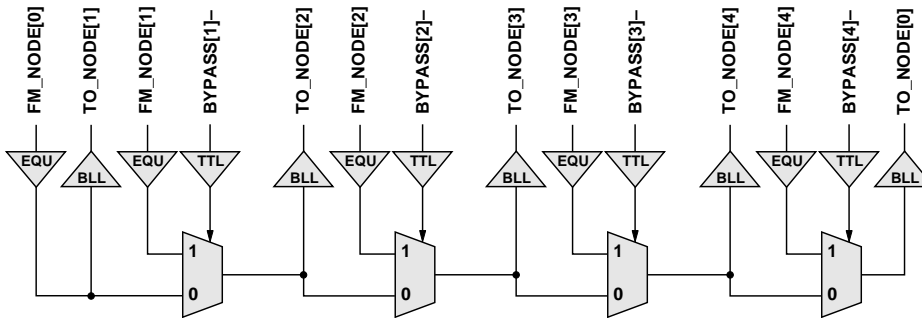 FM_NODE[0]
TO_NODE[1]
FM_NODE[1]
BYPASS[1]–
TO_NODE[2]
FM_NODE[2]
BYPASS[2]–
TO_NODE[3]
FM_NODE[3]
BYPASS[3]–
TO_NODE[4]
FM_NODE[4]
BYPASS[4]–
TO_NODE[0]
EQU
BLL
EQU
TTL
BLL
EQU
TTL
BLL
EQU
TTL
BLL
EQU
TTL
BLL
1
0
1
0
1
0
1
0